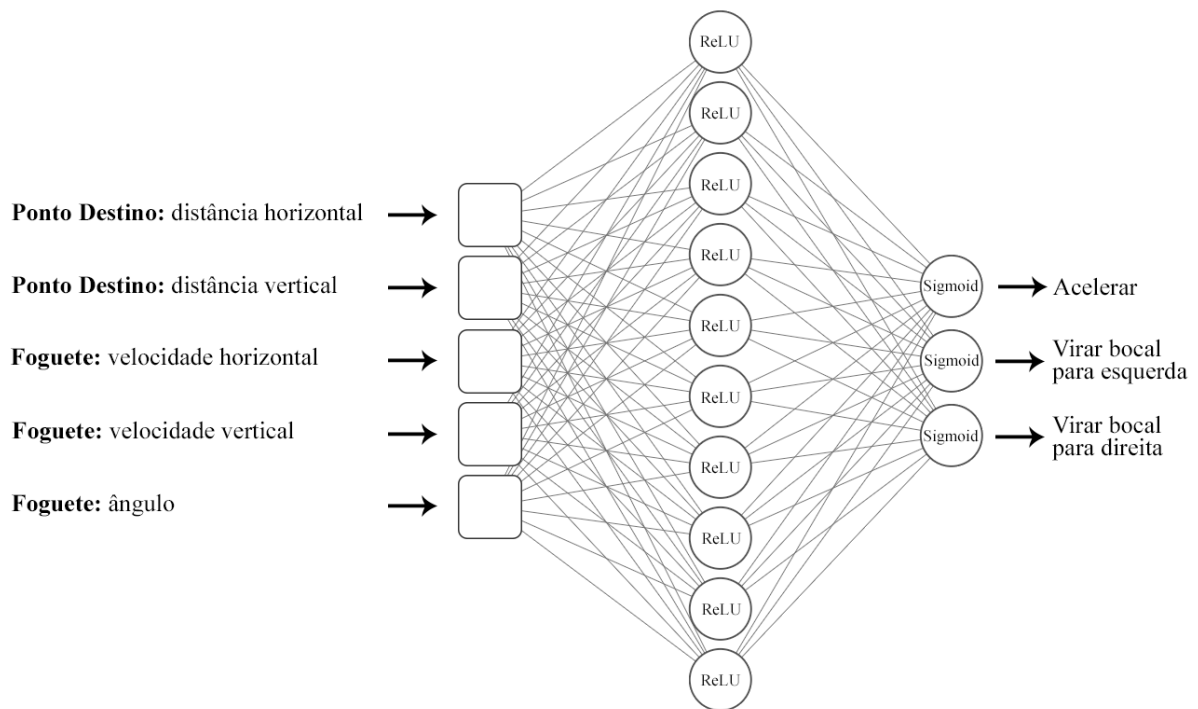 Ponto Destino: distância horizontal
Ponto Destino: distância vertical
Foguete: velocidade horizontal
Foguete: velocidade vertical
Foguete: ângulo
ReLU
ReLU
ReLU
ReLU
ReLU
ReLU
ReLU
ReLU
ReLU
ReLU
Sigmoid
Sigmoid
Sigmoid
Acelerar
Virar bocal
para esquerda
Virar bocal
para direita